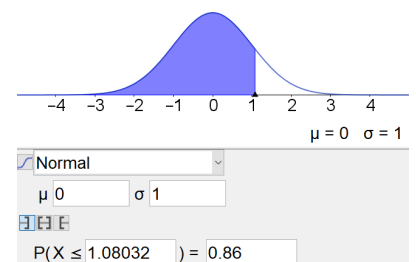 -4 -3 -2 -1 0 1 2 3 4
μ = 0 σ = 1
Normal
μ 0 σ 1
P(X ≤ 1.08032 ) = 0.86